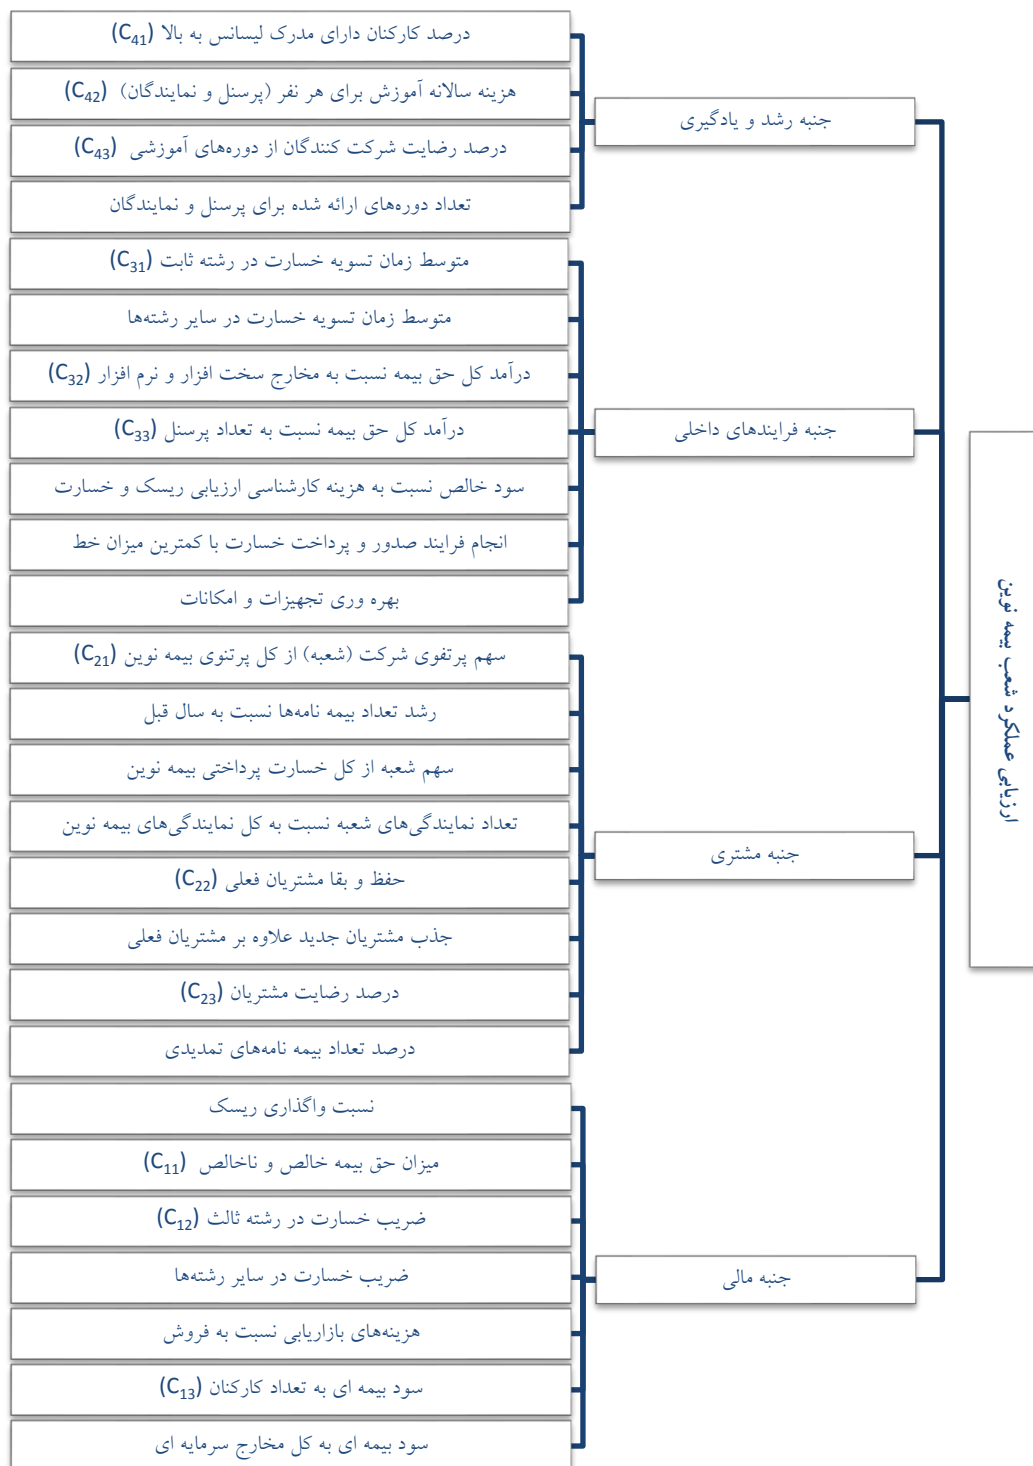 ارزیابی عملکرد شعب بیمه نوین
جنبه رشد و یادگیری
درصد کارکنان دارای مدرک لیسانس به بالا (C41)
هزینه سالانه آموزش برای هر نفر (پرسنل و نمایندگان) (C42)
درصد رضایت شرکت کنندگان از دوره‌های آموزشی (C43)
تعداد دوره‌های ارائه شده برای پرسنل و نمایندگان
جنبه فرایندهای داخلی
متوسط زمان تسویه خسارت در رشته ثابت (C31)
متوسط زمان تسویه خسارت در سایر رشته‌ها
درآمد کل حق بیمه نسبت به مخارج سخت افزار و نرم افزار (C32)
درآمد کل حق بیمه نسبت به تعداد پرسنل (C33)
سود خالص نسبت به هزینه کارشناسی ارزیابی ریسک و خسارت
انجام فرایند صدور و پرداخت خسارت با کمترین میزان خط
بهره وری تجهیزات و امکانات
جنبه مشتری
سهم پرتفوی شرکت (شعبه) از کل پرتنوی بیمه نوین (C21)
رشد تعداد بیمه نامه‌ها نسبت به سال قبل
سهم شعبه از کل خسارت پرداختی بیمه نوین
تعداد نمایندگی‌های شعبه نسبت به کل نمایندگی‌های بیمه نوین
حفظ و بقا مشتریان فعلی (C22)
جذب مشتریان جدید علاوه بر مشتریان فعلی
درصد رضایت مشتریان (C23)
درصد تعداد بیمه نامه‌های تمدیدی
جنبه مالی
نسبت واگذاری ریسک
میزان حق بیمه خالص و ناخالص (C11)
ضریب خسارت در رشته ثالث (C12)
ضریب خسارت در سایر رشته‌ها
هزینه‌های بازاریابی نسبت به فروش
سود بیمه ای به تعداد کارکنان (C13)
سود بیمه ای به کل مخارج سرمایه ای